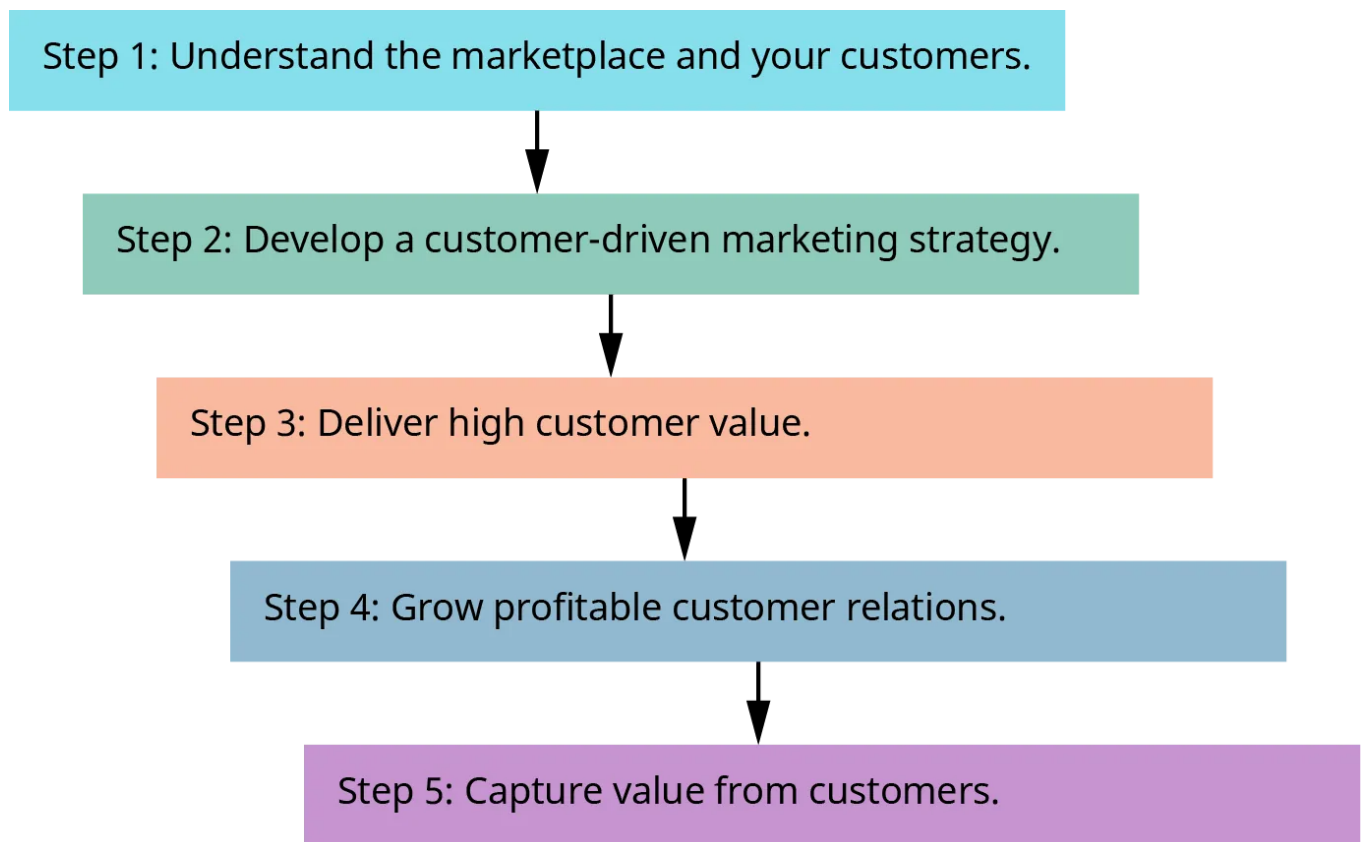 Step 1: Understand the marketplace and your customers.
Step 2: Develop a customer-driven marketing strategy.
Step 3: Deliver high customer value.
Step 4: Grow profitable customer relations.
Step 5: Capture value from customers.